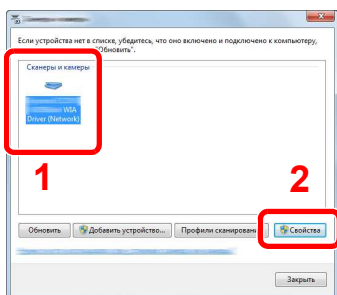 Если устройства нет в списке, убедитесь, что оно включено и подключено к компьютеру,
"Обновить".
Сканеры и камеры
WIA
Driver (Network)
1
2
Обновить
Добавить устройство...
Профили сканирован
Свойства
Закрыть